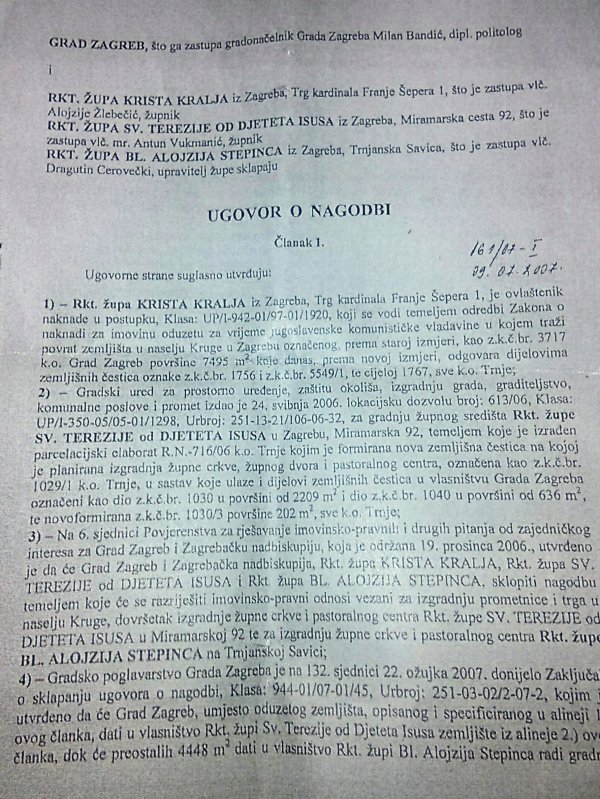 GRAD ZAGREB, što ga zastupa gradonačelnik Grada Zagreba Milan Bandić, dipl. politolog
i
RKT. ŽUPA KRISTA KRALJA iz Zagreba, Trg kardinala Franje Šepera 1, što je zastupa vlč.
Alojzije Žlebečić, župnik
RKT. ŽUPA SV. TEREZIJE OD DJETETA ISUSA iz Zagreba, Miramarska cesta 92, što je
zastupa vlč. mr. Antun Vukmanić, župnik
RKT. ŽUPA BL. ALOJZIJA STEPINCA iz Zagreba, Trnjanska Savica, što je zastupa vlč.
Dragutin Cerovečki, upravitelj župe sklapaju
UGOVOR O NAGODBI
Članak 1.
161/07-I
09. 07. 2007.
Ugovorne strane suglasno utvrđuju:
1) – Rkt. župa KRISTA KRALJA iz Zagreba, Trg kardinala Franje Šepera 1, je ovlaštenik
naknade u postupku, Klasa: UP/I-942-01/97-01/1920, koji se vodi temeljem odredbi Zakona o
naknadi za imovinu oduzetu za vrijeme jugoslavenske komunističke vladavine u kojem traži
povrat zemljišta u naselju Kruge u Zagrebu označenog, prema staroj izmjeri, kao z.k.č.br. 3717
k.o. Grad Zagreb površine 7495 m² koje danas, prema novoj izmjeri, odgovara dijelovima
zemljišnih čestica oznake z.k.č.br. 1756 i z.k.č.br. 5549/1, te cijeloj 1767, sve k.o. Trnje;
2) – Gradski ured za prostorno uređenje, zaštitu okoliša, izgradnju grada, graditeljstvo,
komunalne poslove i promet izdao je 24. svibnja 2006. lokacijsku dozvolu broj: 613/06, Klasa:
UP/I-350-05/05-01/1298, Urbroj: 251-13-21/106-06-32, za gradnju župnog središta Rkt. župe
SV. TEREZIJE od DJETETA ISUSA u Zagrebu, Miramarska 92, temeljem koje je izrađen
parcelacijski elaborat R.N.-716/06 k.o. Trnje kojim je formirana nova zemljišna čestica na kojoj
je planirana izgradnja župne crkve, župnog dvora i pastoralnog centra, označena kao z.k.č.br.
1029/1 k.o. Trnje, u sastav koje ulaze i dijelovi zemljišnih čestica u vlasništvu Grada Zagreba
označeni kao dio z.k.č.br. 1030 u površini od 2209 m² i dio z.k.č.br. 1040 u površini od 636 m²,
te novoformirana z.k.č.br. 1030/3 površine 202 m², sve k.o. Trnje;
3) – Na 6. sjednici Povjerenstva za rješavanje imovinsko-pravnih i drugih pitanja od zajedničkog
interesa za Grad Zagreb i Zagrebačku nadbiskupiju, koja je održana 19. prosinca 2006., utvrđeno
je da će Grad Zagreb i Zagrebačka nadbiskupija, Rkt. župa KRISTA KRALJA, Rkt. župa SV.
TEREZIJE od DJETETA ISUSA i Rkt. župa BL. ALOJZIJA STEPINCA, sklopiti nagodbu
temeljem koje će se razriješiti imovinsko-pravni odnosi vezani za izgradnju prometnice i trga u
naselju Kruge, dovršetak izgradnje župne crkve i pastoralnog centra Rkt. župe SV. TEREZIJE od
DJETETA ISUSA u Miramarskoj 92 te za izgradnju župne crkve i pastoralnog centra Rkt. župe
BL. ALOJZIJA STEPINCA na Trnjanskoj Savici;
4) – Gradsko poglavarstvo Grada Zagreba je na 132. sjednici 22. ožujka 2007. donijelo Zaključa
o sklapanju ugovora o nagodbi, Klasa: 944-01/07-01/45, Urbroj: 251-03-02/2-07-2, kojim j
utvrđeno da će Grad Zagreb, umjesto oduzetog zemljišta, opisanog i specificiranog u alineji 1
ovog članka, dati u vlasništvo Rkt. župi Sv. Terezije od Djeteta Isusa zemljište iz alineje 2.) ovo
članka, dok će preostalih 4448 m² dati u vlasništvo Rkt. župi Bl. Alojzija Stepinca radi gradn